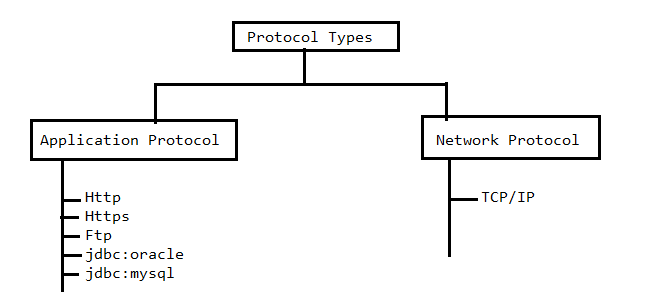 Protocol Types
Application Protocol
Network Protocol
Http
Https
Ftp
jdbc:oracle
jdbc:mysql
TCP/IP